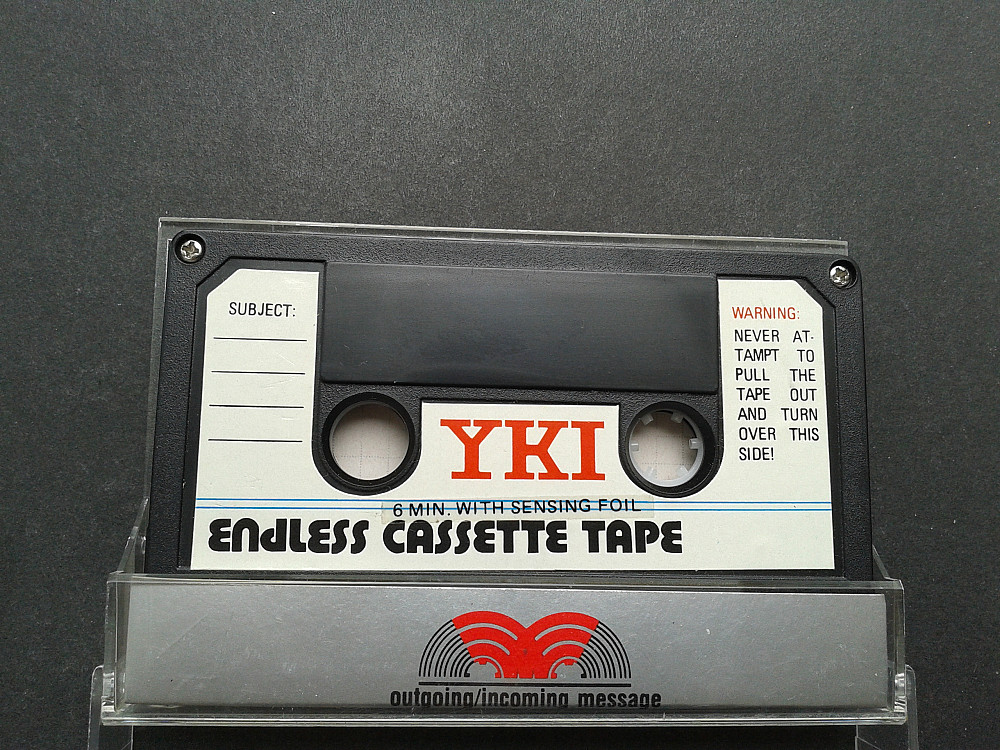 SUBJECT:
WARNING:
NEVER AT-
TAMPT TO
PULL THE
TAPE OUT
AND TURN
OVER THIS
SIDE!
YKI
6 MIN. WITH SENSING FOIL
ENdLESS CASSETTE TAPE
outgoing/incoming message